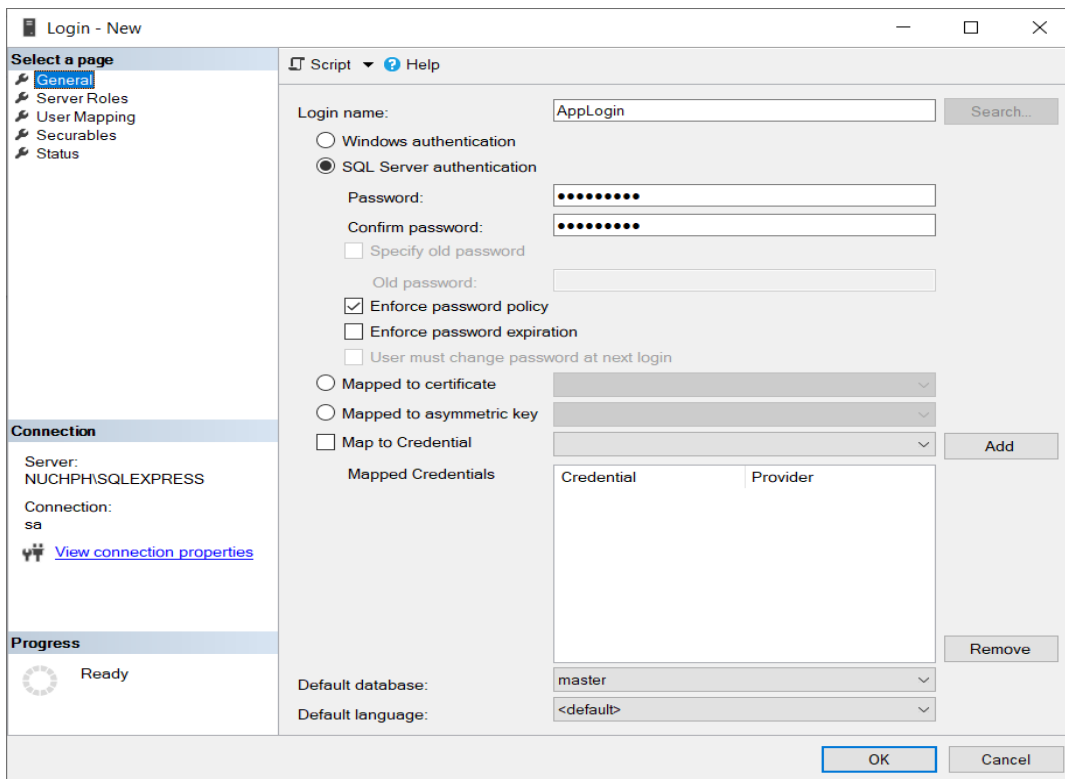 Login - New
Select a page
General
Server Roles
User Mapping
Securables
Status
Connection
Server:
NUCHPH\SQLEXPRESS
Connection:
sa
View connection properties
Progress
Ready
Script Help
Login name: AppLogin Search...
Windows authentication
SQL Server authentication
Password: ●●●●●●●●●
Confirm password: ●●●●●●●●●
Specify old password
Old password:
Enforce password policy
Enforce password expiration
User must change password at next login
Mapped to certificate
Mapped to asymmetric key
Map to Credential Add
Mapped Credentials Credential Provider
Remove
Default database: master
Default language: <default>
OK Cancel